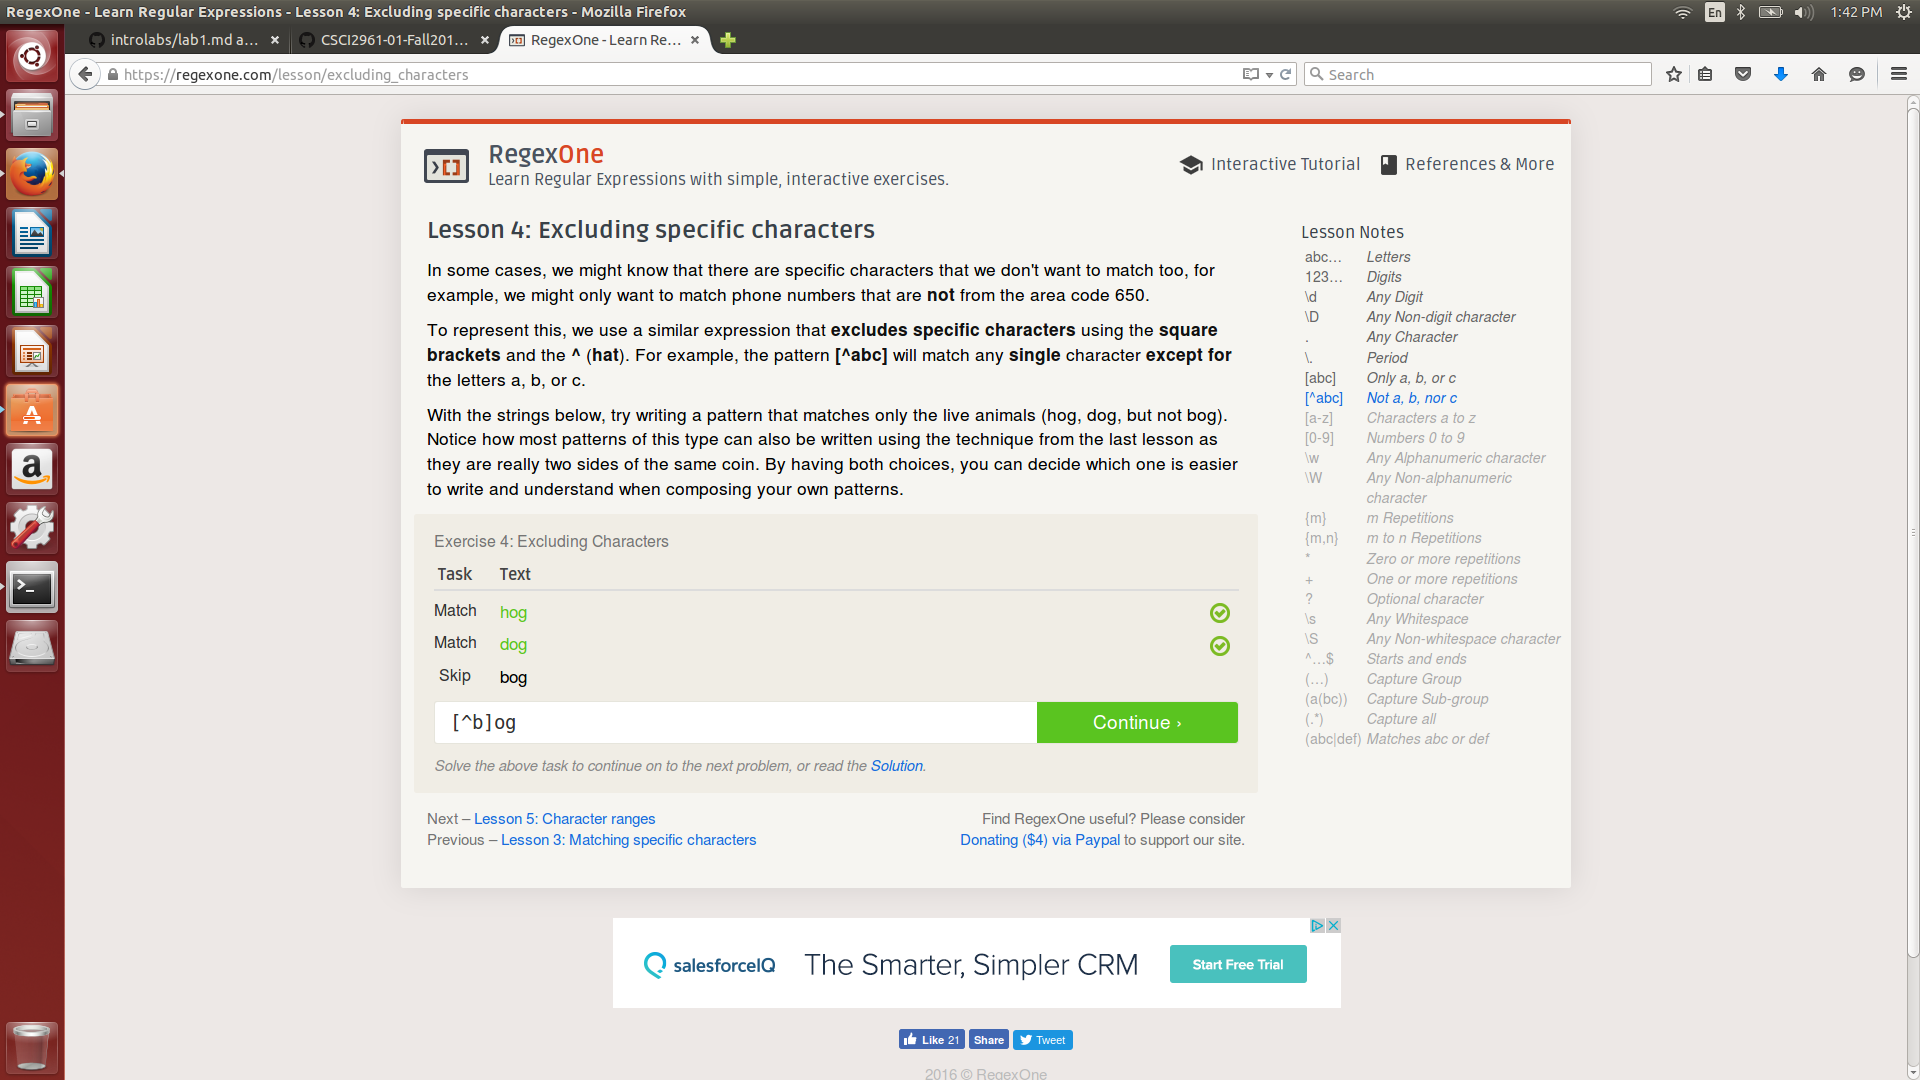 RegexOne - Learn Regular Expressions - Lesson 4: Excluding specific characters - Mozilla Firefox
En
1:42 PM
introlabs/lab1.md a...
CSCI2961-01-Fall201...
RegexOne - Learn Re...
https://regexone.com/lesson/excluding_characters
Search
RegexOne
Learn Regular Expressions with simple, interactive exercises.
Interactive Tutorial
References & More
Lesson 4: Excluding specific characters
In some cases, we might know that there are specific characters that we don't want to match too, for
example, we might only want to match phone numbers that are not from the area code 650.
To represent this, we use a similar expression that excludes specific characters using the square
brackets and the ^ (hat). For example, the pattern [^abc] will match any single character except for
the letters a, b, or c.
With the strings below, try writing a pattern that matches only the live animals (hog, dog, but not bog).
Notice how most patterns of this type can also be written using the technique from the last lesson as
they are really two sides of the same coin. By having both choices, you can decide which one is easier
to write and understand when composing your own patterns.
Exercise 4: Excluding Characters
Task Text
Match hog
Match dog
Skip bog
[^b]og
Continue ›
Solve the above task to continue on to the next problem, or read the Solution.
Next – Lesson 5: Character ranges
Previous – Lesson 3: Matching specific characters
Find RegexOne useful? Please consider
Donating ($4) via Paypal to support our site.
Lesson Notes
abc… Letters
123… Digits
\d Any Digit
\D Any Non-digit character
. Any Character
\. Period
[abc] Only a, b, or c
[^abc] Not a, b, nor c
[a-z] Characters a to z
[0-9] Numbers 0 to 9
\w Any Alphanumeric character
\W Any Non-alphanumeric
character
{m} m Repetitions
{m,n} m to n Repetitions
* Zero or more repetitions
+ One or more repetitions
? Optional character
\s Any Whitespace
\S Any Non-whitespace character
^…$ Starts and ends
(…) Capture Group
(a(bc)) Capture Sub-group
(.*) Capture all
(abc|def) Matches abc or def
salesforceIQ
The Smarter, Simpler CRM
Start Free Trial
Like 21
Share
Tweet
2016 © RegexOne